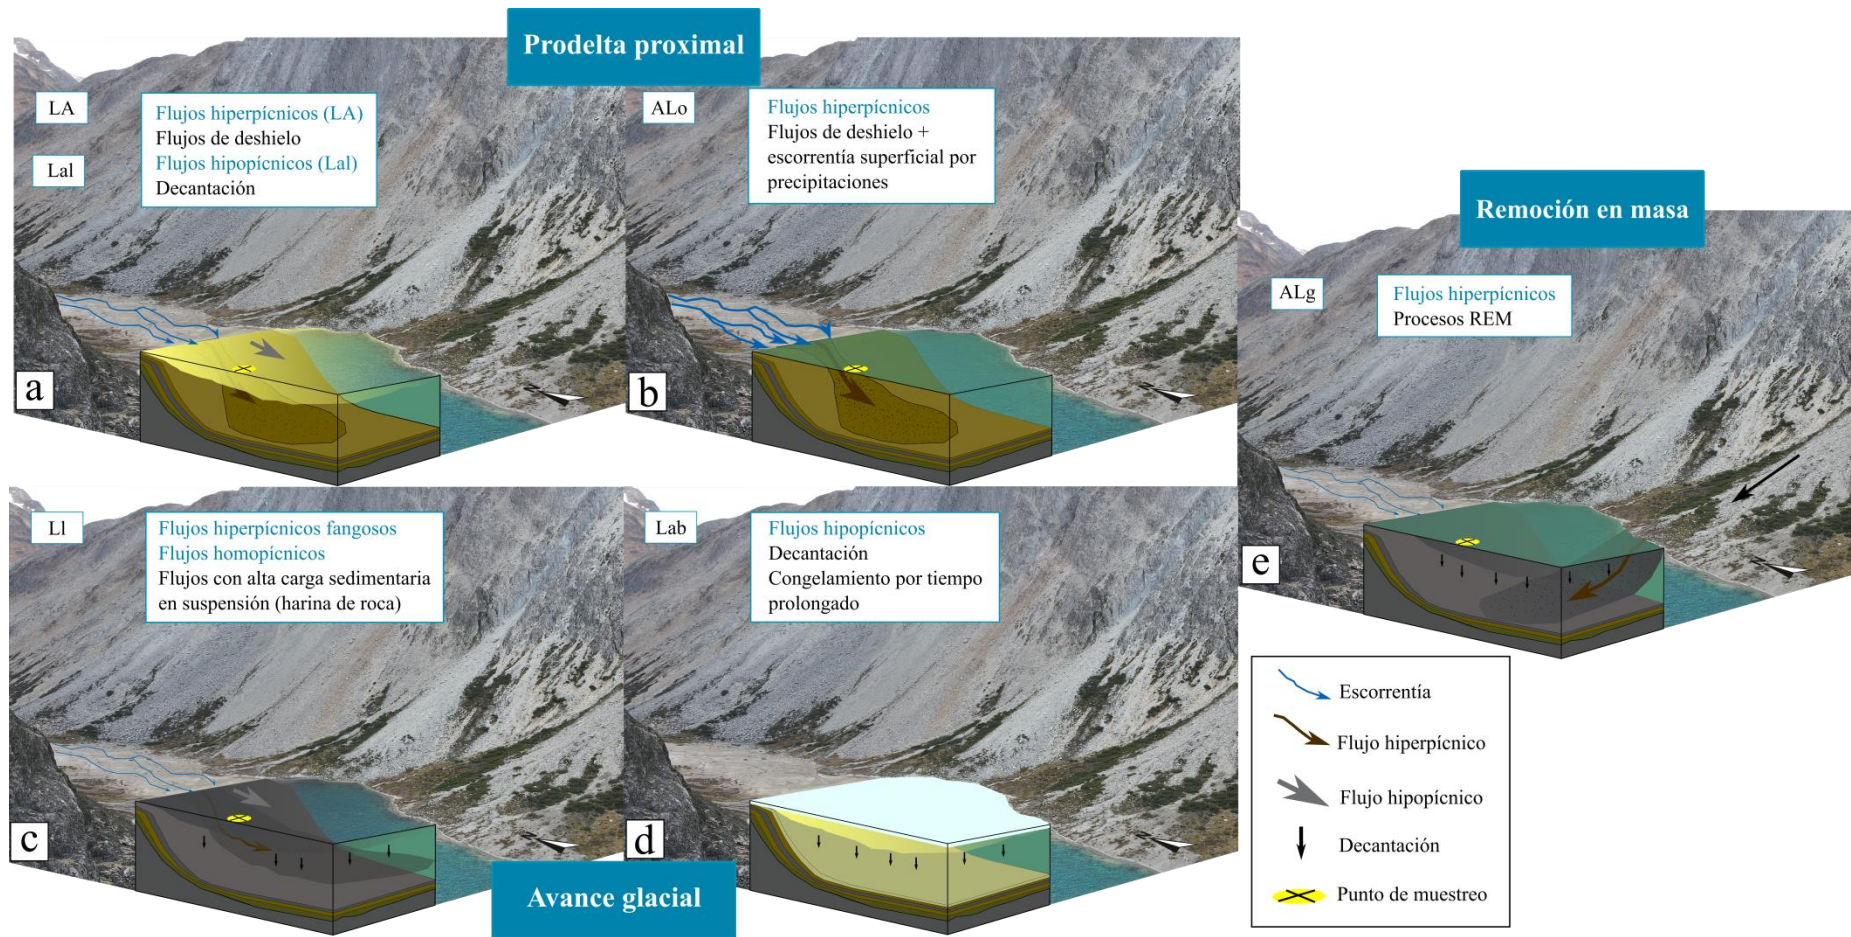 Prodelta proximal
LA
Lal
Flujos hiperpícnicos (LA)
Flujos de deshielo
Flujos hipopícnicos (Lal)
Decantación
a
ALo
Flujos hiperpícnicos
Flujos de deshielo +
escorrentía superficial por
precipitaciones
b
Remoción en masa
ALg
Flujos hiperpícnicos
Procesos REM
e
Ll
Flujos hiperpícnicos fangosos
Flujos homopícnicos
Flujos con alta carga sedimentaria
en suspensión (harina de roca)
c
Lab
Flujos hipopícnicos
Decantación
Congelamiento por tiempo
prolongado
d
Avance glacial
Escorrentía
Flujo hiperpícnico
Flujo hipopícnico
Decantación
Punto de muestreo